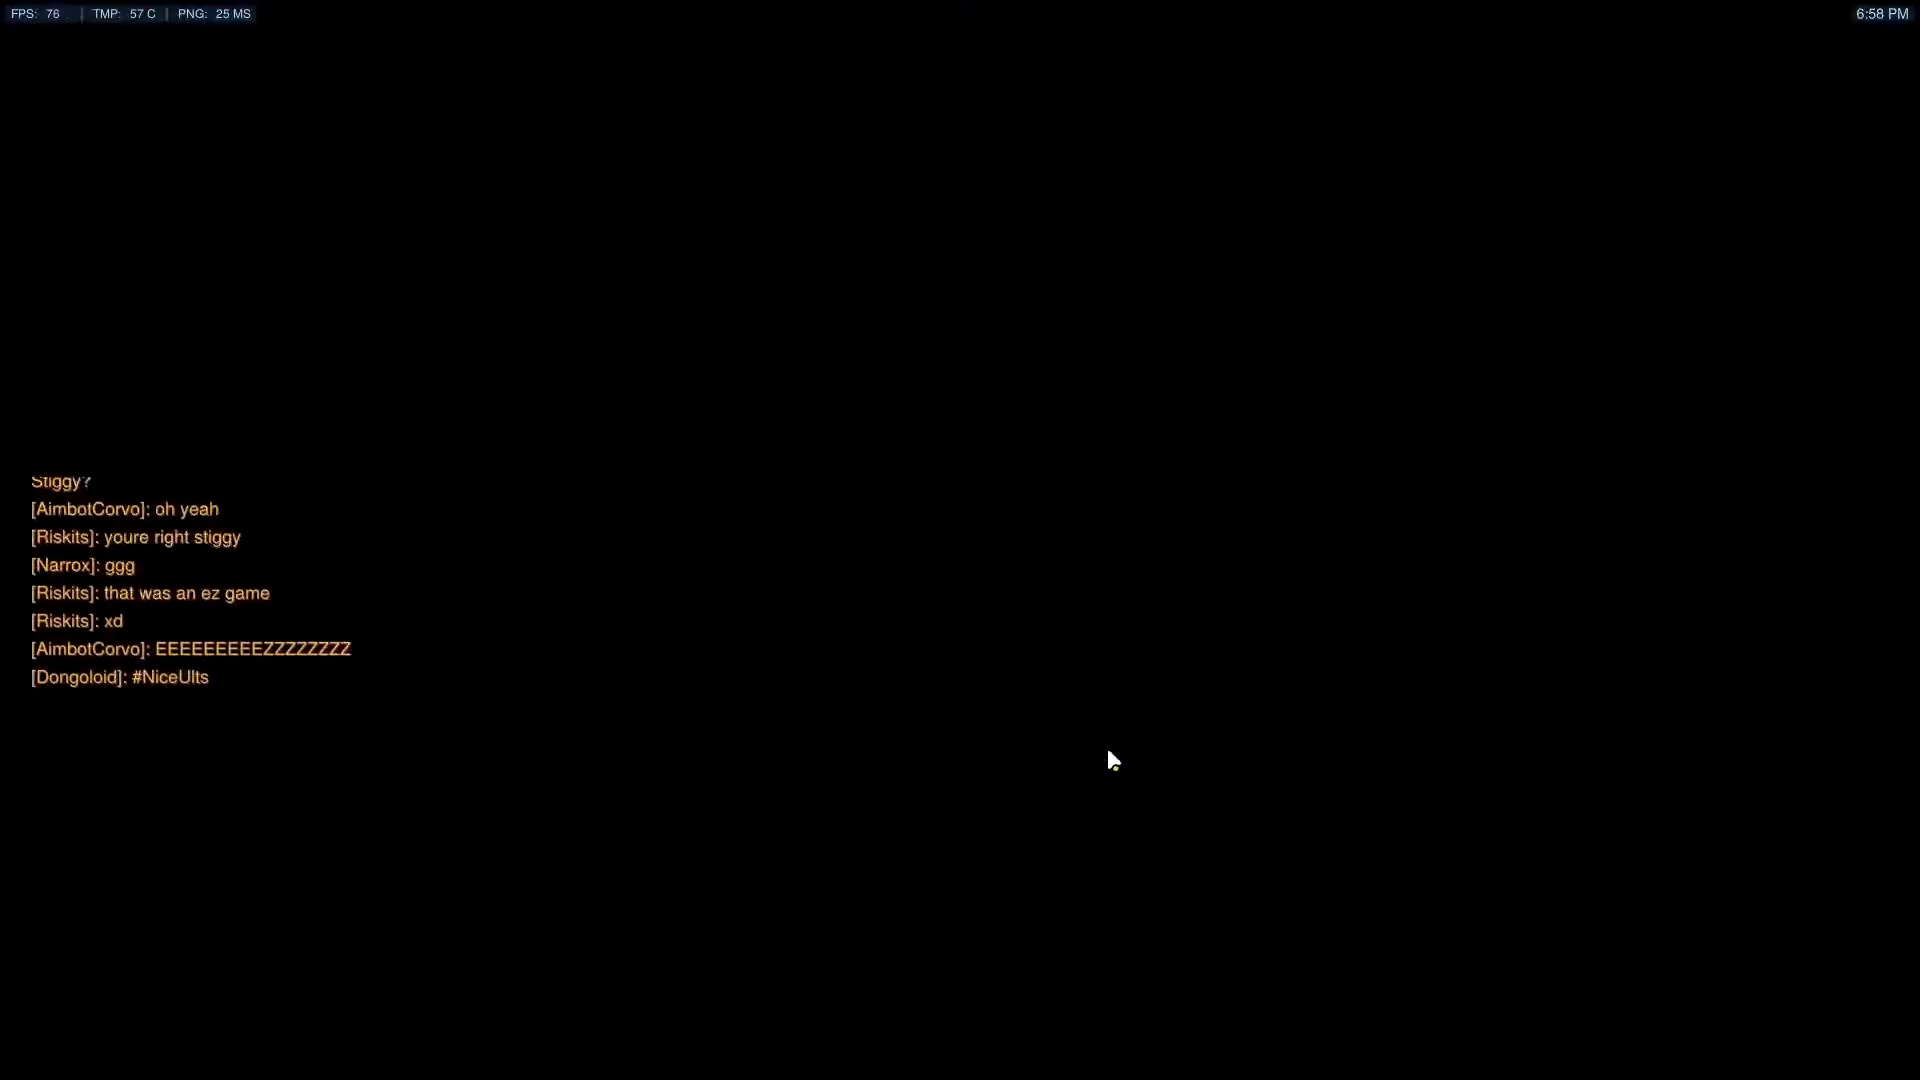 FPS: 76 | TMP: 57 C | PNG: 25 MS
6:58 PM
Stiggy?
[AimbotCorvo]: oh yeah
[Riskits]: youre right stiggy
[Narrox]: ggg
[Riskits]: that was an ez game
[Riskits]: xd
[AimbotCorvo]: EEEEEEEEEZZZZZZZZ
[Dongoloid]: #NiceUlts